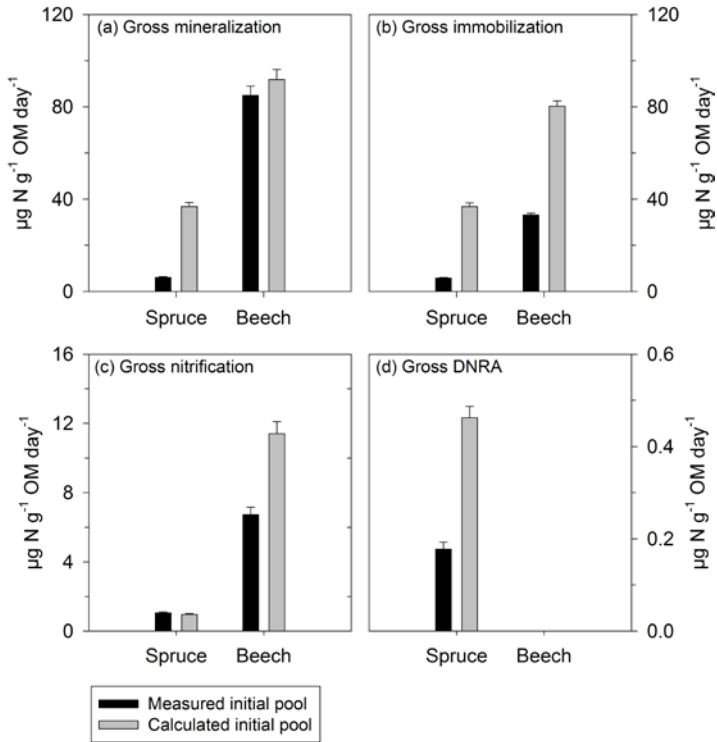 120
(a) Gross mineralization
80
40
0
µg N g⁻¹ OM day⁻¹
Spruce Beech
(b) Gross immobilization
120
80
40
0
µg N g⁻¹ OM day⁻¹
Spruce Beech
16
(c) Gross nitrification
12
8
4
0
µg N g⁻¹ OM day⁻¹
Spruce Beech
(d) Gross DNRA
0.6
0.4
0.2
0.0
µg N g⁻¹ OM day⁻¹
Spruce Beech
Measured initial pool
Calculated initial pool